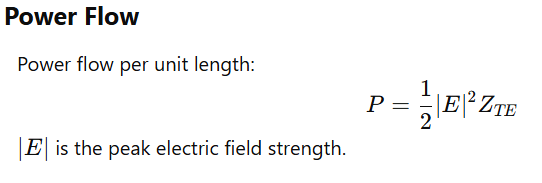 Power Flow
Power flow per unit length:
P = \frac{1}{2}|E|^2 Z_{TE}
|E| is the peak electric field strength.